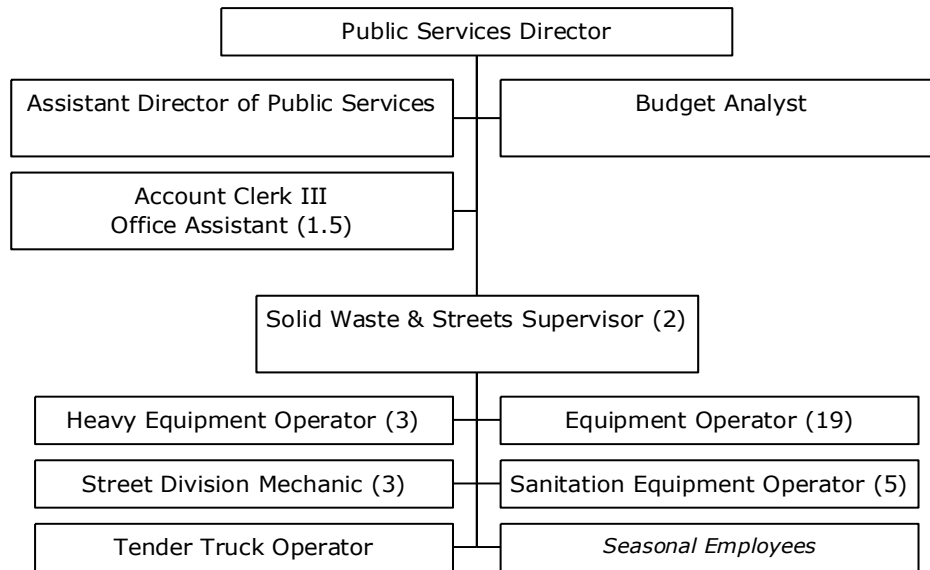 Public Services Director
Assistant Director of Public Services
Budget Analyst
Account Clerk III
Office Assistant (1.5)
Solid Waste & Streets Supervisor (2)
Heavy Equipment Operator (3)
Equipment Operator (19)
Street Division Mechanic (3)
Sanitation Equipment Operator (5)
Tender Truck Operator
Seasonal Employees